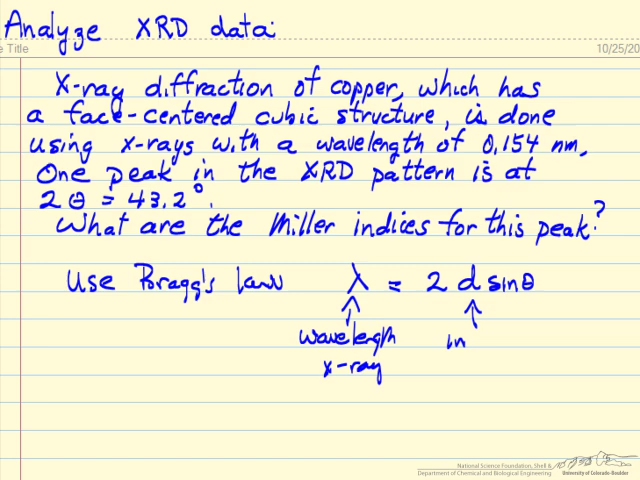 Analyze XRD data:
e Title
10/25/20
X-ray diffraction of copper, which has
a face-centered cubic structure, is done
using x-rays with a wavelength of 0.154 nm.
One peak in the XRD pattern is at
2θ = 43.2°.
What are the Miller indices for this peak?
Use Bragg's law λ = 2 d sinθ
wavelength in
x-ray
National Science Foundation, Shell &
Department of Chemical and Biological Engineering University of Colorado-Boulder